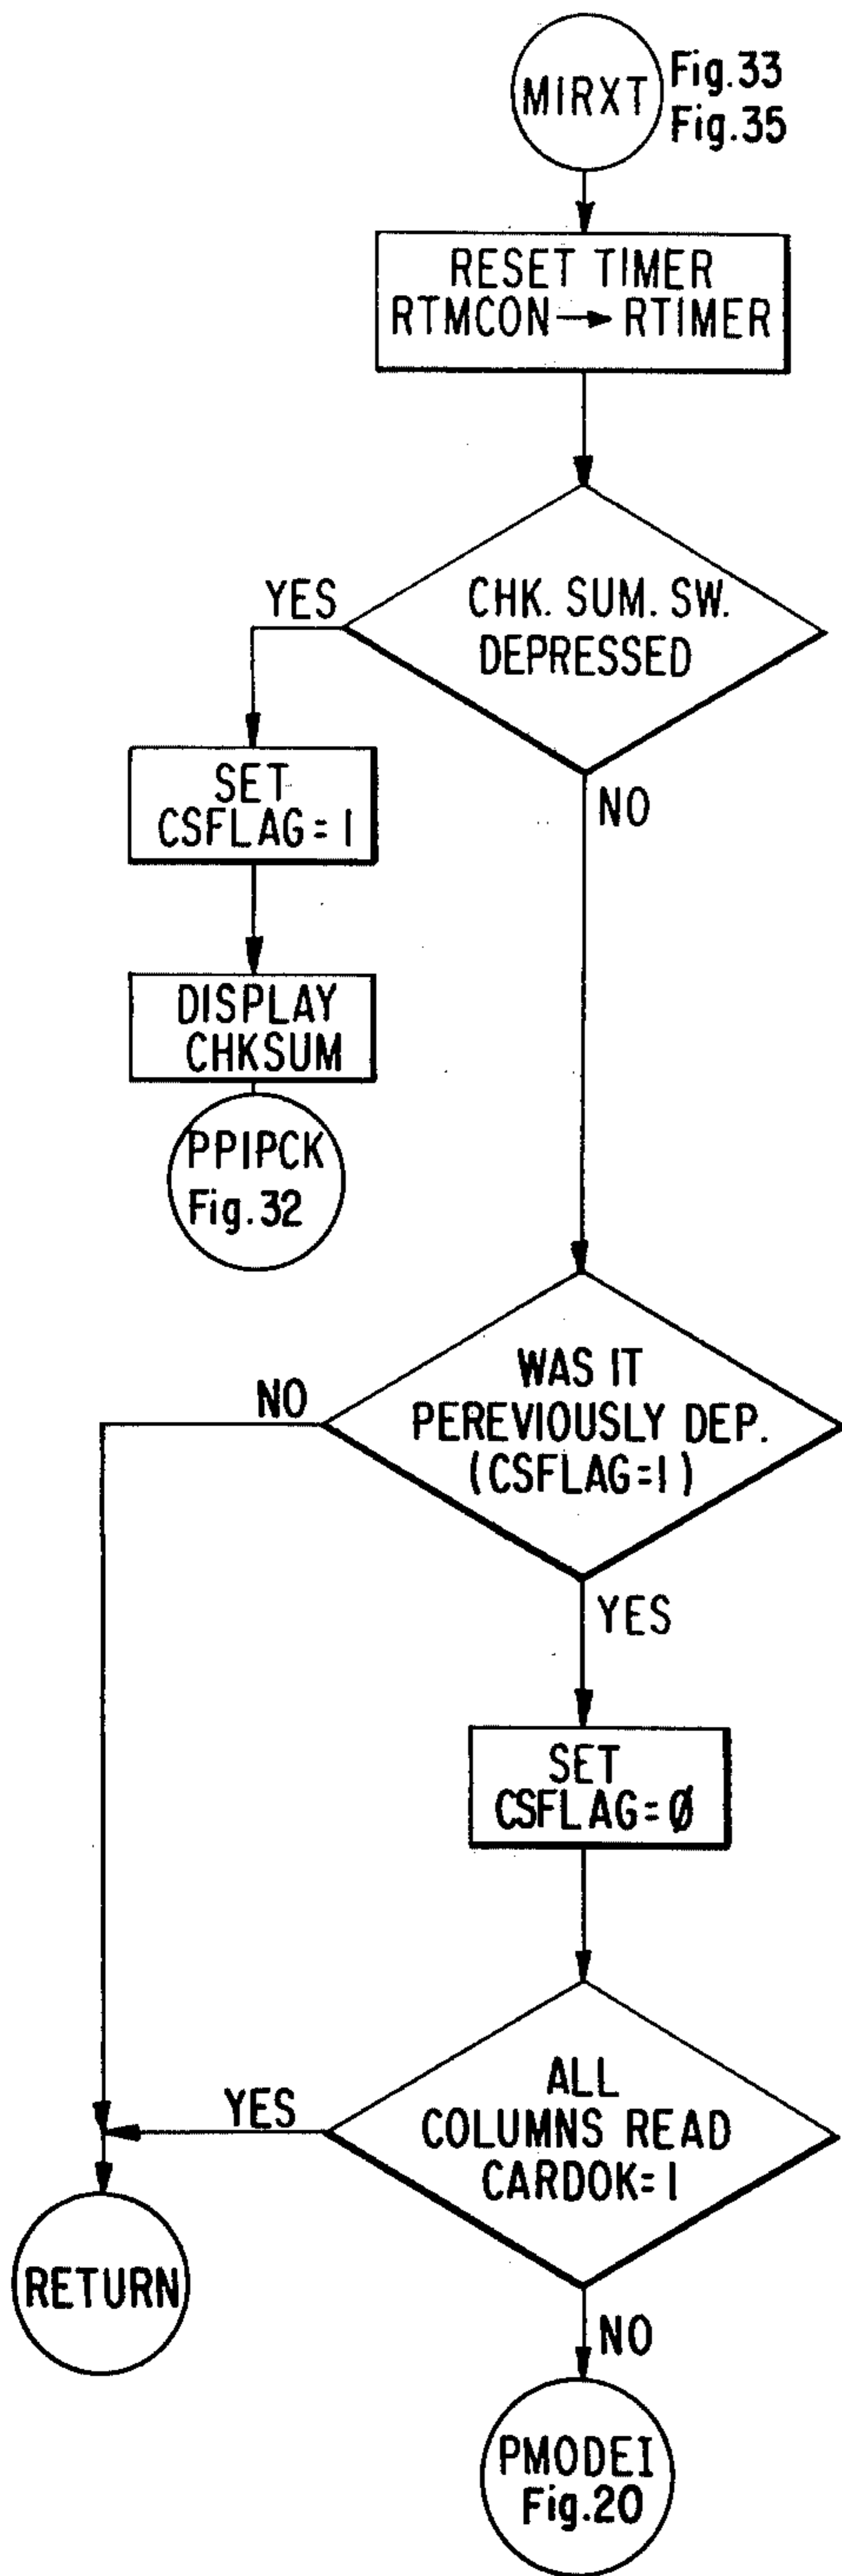 MIRXT
Fig.33
Fig.35
RESET TIMER
RTMCON → RTIMER
CHK. SUM. SW.
DEPRESSED
YES
NO
SET
CSFLAG = 1
DISPLAY
CHKSUM
PPIPCK
Fig.32
WAS IT
PEREVIOUSLY DEP.
(CSFLAG=1)
NO
YES
SET
CSFLAG=Ø
ALL
COLUMNS READ
CARDOK=1
YES
RETURN
NO
PMODEI
Fig.20